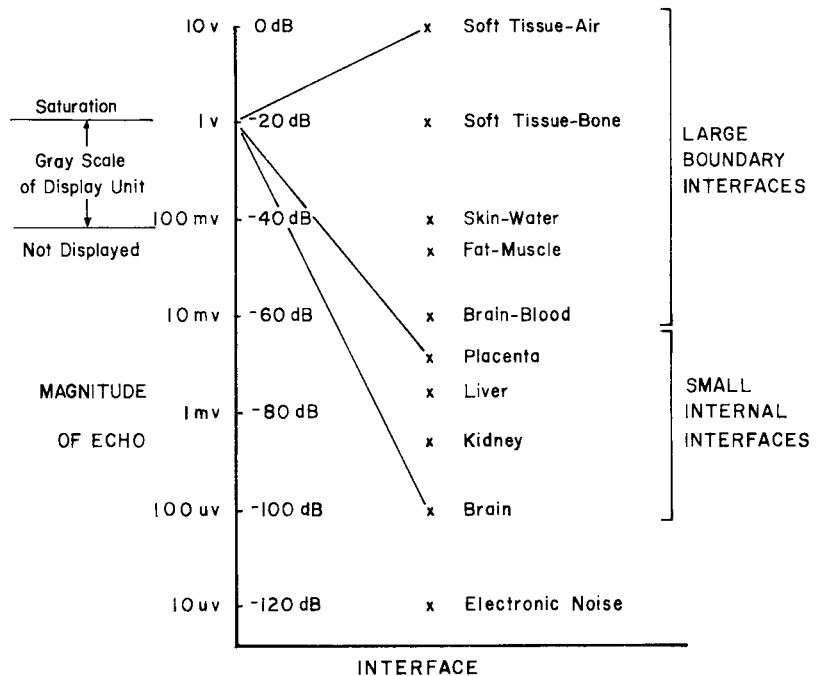 10 v 0 dB x Soft Tissue-Air
Saturation
1 v -20 dB x Soft Tissue-Bone
Gray Scale
of Display Unit
LARGE
BOUNDARY
INTERFACES
100 mv -40 dB x Skin-Water
Not Displayed
x Fat-Muscle
10 mv -60 dB x Brain-Blood
x Placenta
MAGNITUDE
OF ECHO
x Liver
1 mv -80 dB
x Kidney
SMALL
INTERNAL
INTERFACES
100 uv -100 dB x Brain
10 uv -120 dB x Electronic Noise
INTERFACE